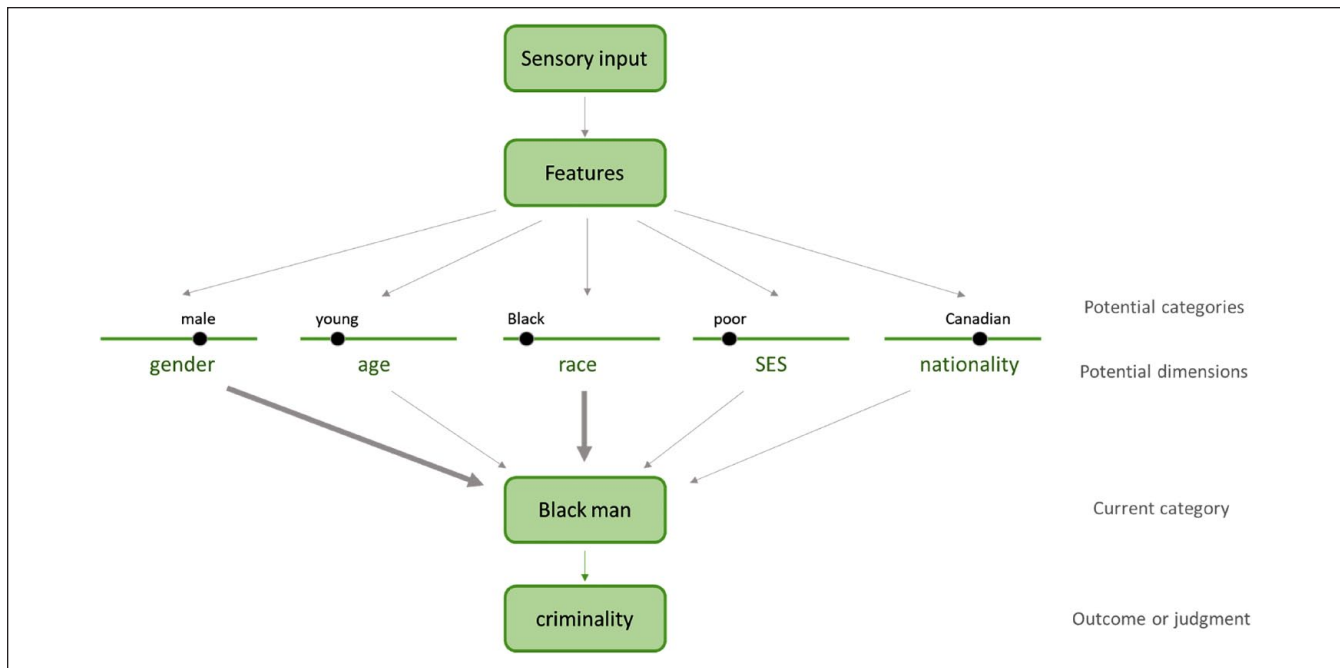 Sensory input
Features
male
young
Black
poor
Canadian
Potential categories
gender
age
race
SES
nationality
Potential dimensions
Black man
Current category
criminality
Outcome or judgment